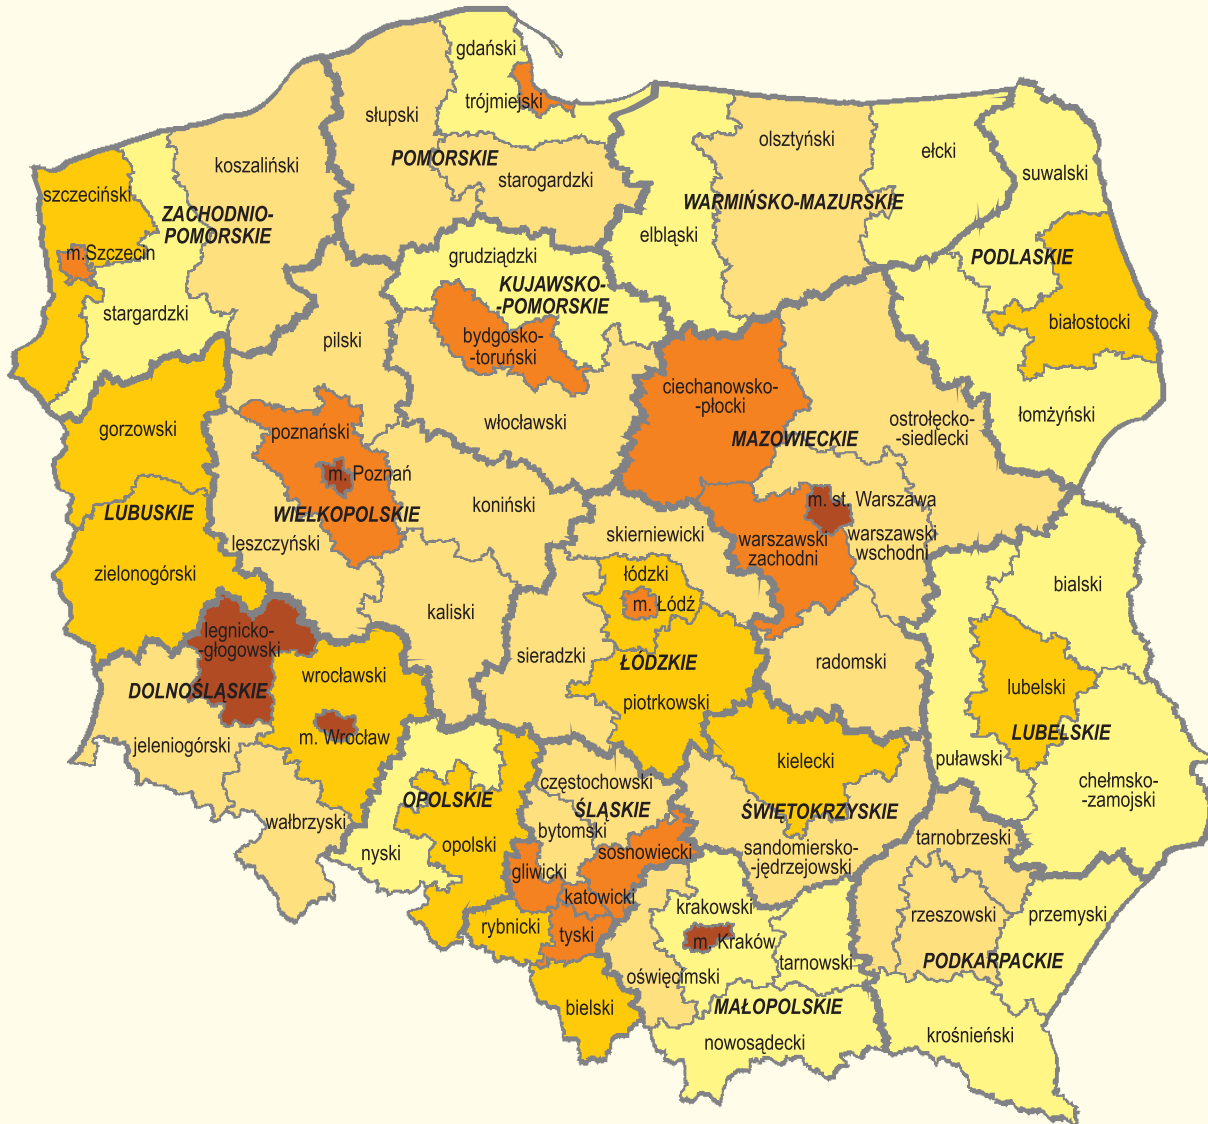 gdański
trójmiejski
słupski
POMORSKIE
starogardzki
koszaliński
szczeciński
ZACHODNIO-
POMORSKIE
m.Szczecin
stargardzki
olsztyński
ełcki
suwalski
WARMIŃSKO-MAZURSKIE
elbląski
PODLASKIE
białostocki
łomżyński
grudziądzki
KUJAWSKO-
-POMORSKIE
bydgosko-
-toruński
włocławski
pilski
poznański
m. Poznań
WIELKOPOLSKIE
koniński
leszczyński
kaliski
gorzowski
LUBUSKIE
zielonogórski
ciechanowsko-
-płocki
MAZOWIECKIE
ostrołęcko-
-siedlecki
m. st. Warszawa
warszawski
zachodni
warszawski
wschodni
radomski
skierniewicki
łódzki
m. Łódź
sieradzki
ŁÓDZKIE
piotrkowski
bialski
lubelski
LUBELSKIE
puławski
chełmsko-
-zamojski
legnicko-
-głogowski
DOLNOŚLĄSKIE
wrocławski
m. Wrocław
jeleniogórski
wałbrzyski
OPOLSKIE
opolski
nyski
częstochowski
ŚLĄSKIE
bytomski
sosnowiecki
gliwicki
katowicki
rybnicki
tyski
bielski
kielecki
ŚWIĘTOKRZYSKIE
sandomiersko-
-jędrzejowski
krakowski
m. Kraków
tarnowski
oświęcimski
MAŁOPOLSKIE
nowosądecki
tarnobrzeski
rzeszowski
przemyski
PODKARPACKIE
krośnieński